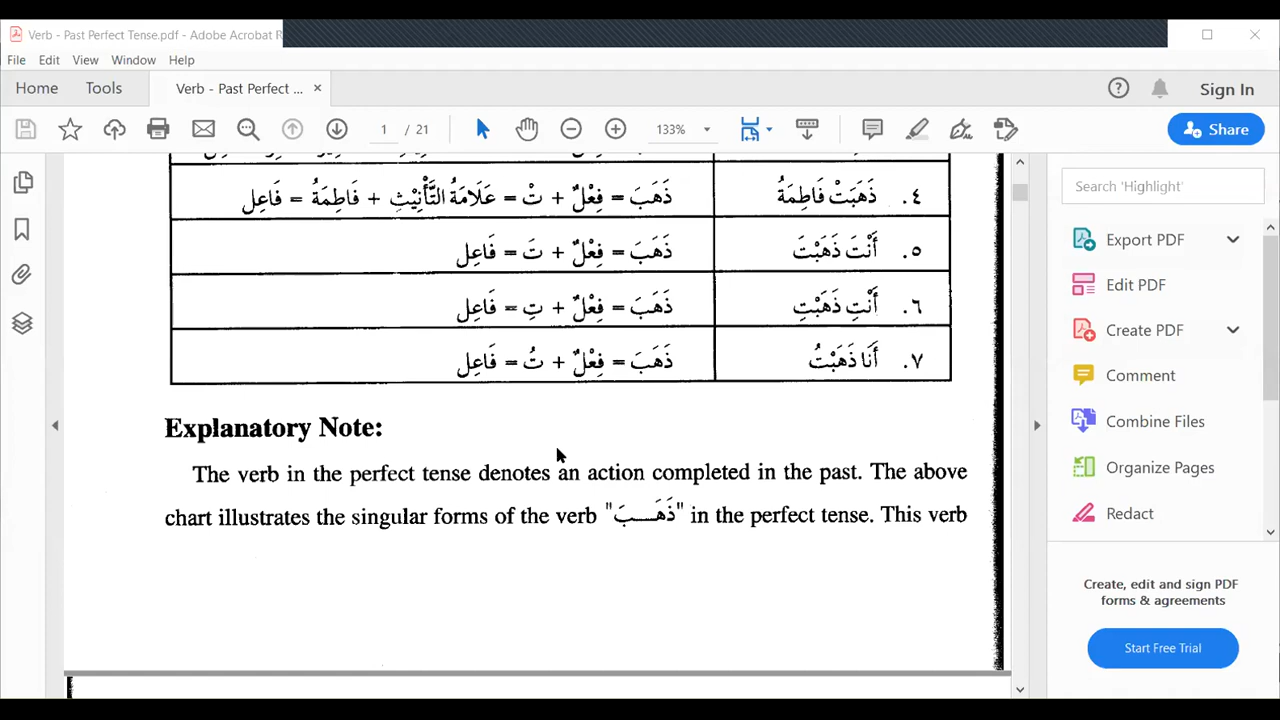 Verb - Past Perfect Tense.pdf - Adobe Acrobat R
File Edit View Window Help
Home Tools Verb - Past Perfect ... × Sign In
1 / 21 133% Share
٤. ذَهَبَتْ فَاطِمَةُ ذَهَبَ = فِعْلٌ + تْ = عَلَامَةُ التَّأْنِيْثِ + فَاطِمَةُ = فَاعِل
٥. أَنْتَ ذَهَبْتَ ذَهَبَ = فِعْلٌ + تَ = فَاعِل
٦. أَنْتِ ذَهَبْتِ ذَهَبَ = فِعْلٌ + تِ = فَاعِل
٧. أَنَا ذَهَبْتُ ذَهَبَ = فِعْلٌ + تُ = فَاعِل
Explanatory Note:
The verb in the perfect tense denotes an action completed in the past. The above
chart illustrates the singular forms of the verb "ذَهَــبَ" in the perfect tense. This verb
Search 'Highlight'
Export PDF
Edit PDF
Create PDF
Comment
Combine Files
Organize Pages
Redact
Create, edit and sign PDF
forms & agreements
Start Free Trial